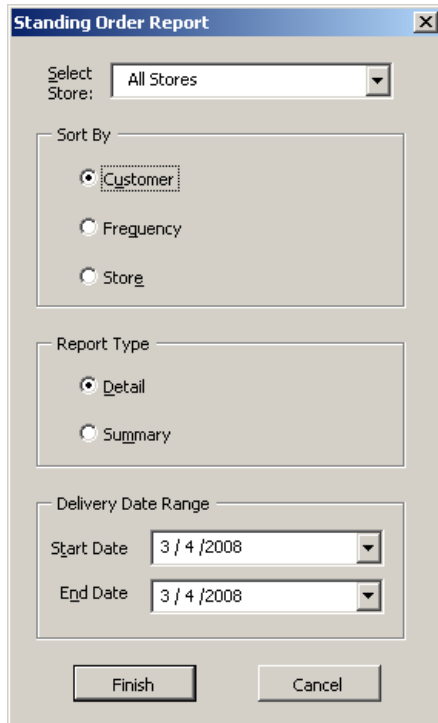 Standing Order Report
Select
Store:
All Stores
Sort By
Customer
Freguency
Store
Report Type
Detail
Summary
Delivery Date Range
Start Date
3 / 4 /2008
End Date
3 / 4 /2008
Finish
Cancel